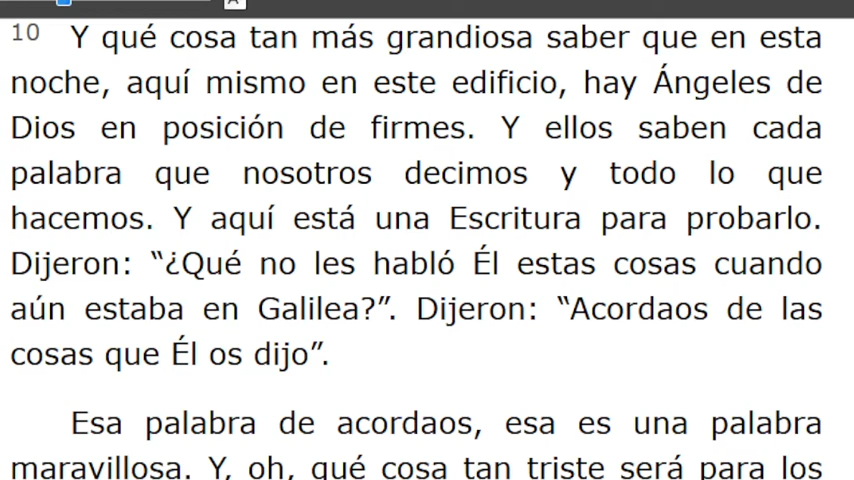 10 Y qué cosa tan más grandiosa saber que en esta
noche, aquí mismo en este edificio, hay Ángeles de
Dios en posición de firmes. Y ellos saben cada
palabra que nosotros decimos y todo lo que
hacemos. Y aquí está una Escritura para probarlo.
Dijeron: “¿Qué no les habló Él estas cosas cuando
aún estaba en Galilea?”. Dijeron: “Acordaos de las
cosas que Él os dijo”.
Esa palabra de acordaos, esa es una palabra
maravillosa. Y, oh, qué cosa tan triste será para los